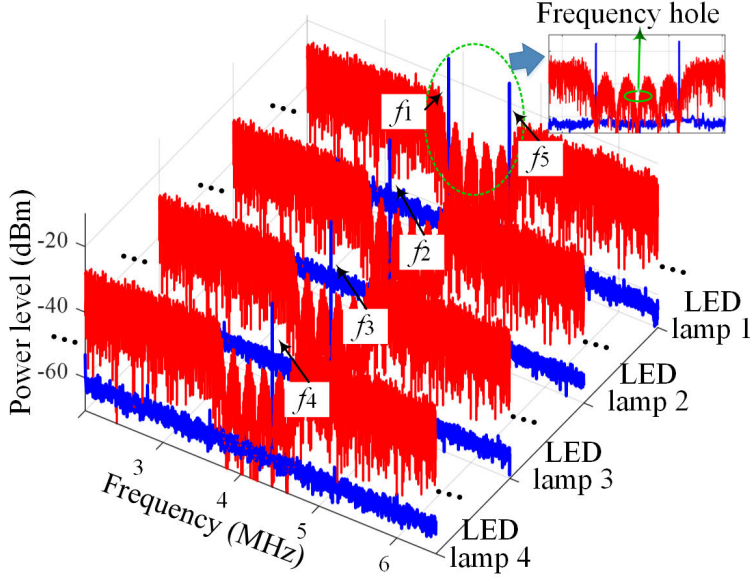 Frequency hole
f1
f5
f2
f3
f4
Power level (dBm)
-20
-40
-60
3
4
5
6
Frequency (MHz)
LED
lamp 1
LED
lamp 2
LED
lamp 3
LED
lamp 4